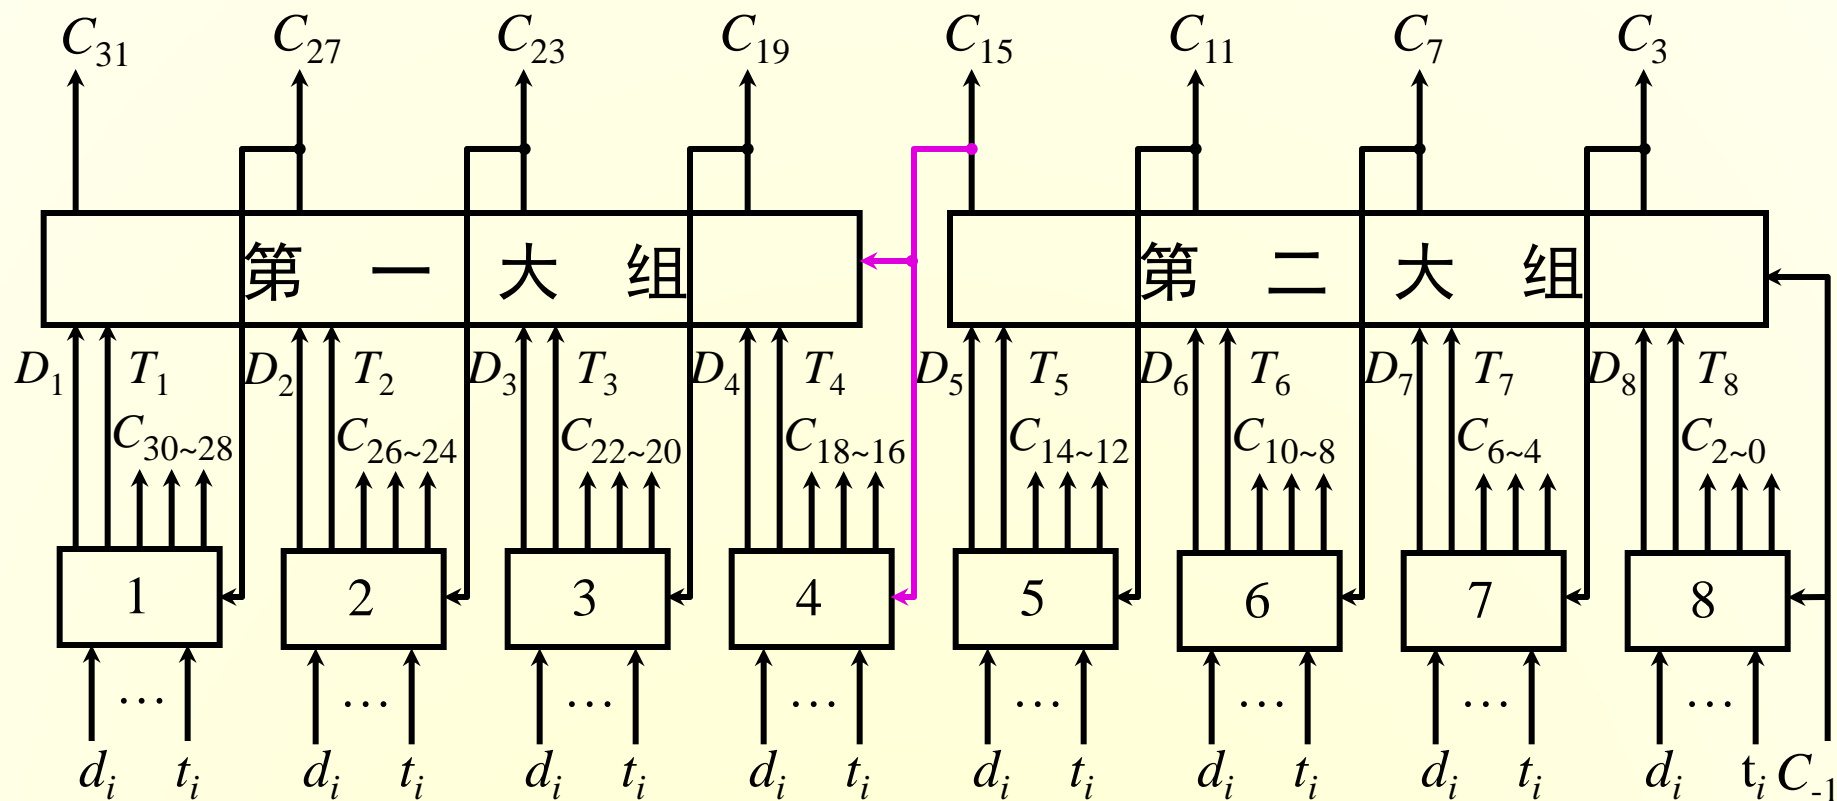 C31 C27 C23 C19 C15 C11 C7 C3
第 一 大 组 第 二 大 组
D1 T1 D2 T2 D3 T3 D4 T4 D5 T5 D6 T6 D7 T7 D8 T8
C30~28 C26~24 C22~20 C18~16 C14~12 C10~8 C6~4 C2~0
1 2 3 4 5 6 7 8
… … … … … … … …
di ti di ti di ti di ti di ti di ti di ti di ti C-1